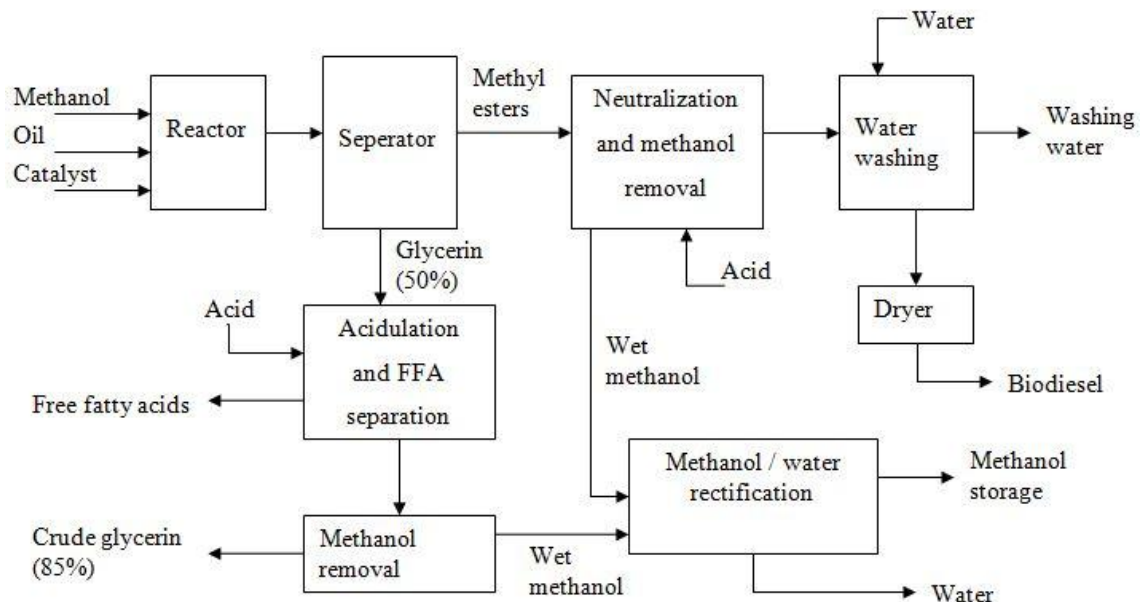 Methanol
Oil
Catalyst
Reactor
Seperator
Methyl
esters
Neutralization
and methanol
removal
Water
Water
washing
Washing
water
Glycerin
(50%)
Acid
Dryer
Biodiesel
Acid
Acidulation
and FFA
separation
Free fatty acids
Wet
methanol
Methanol / water
rectification
Methanol
storage
Crude glycerin
(85%)
Methanol
removal
Wet
methanol
Water